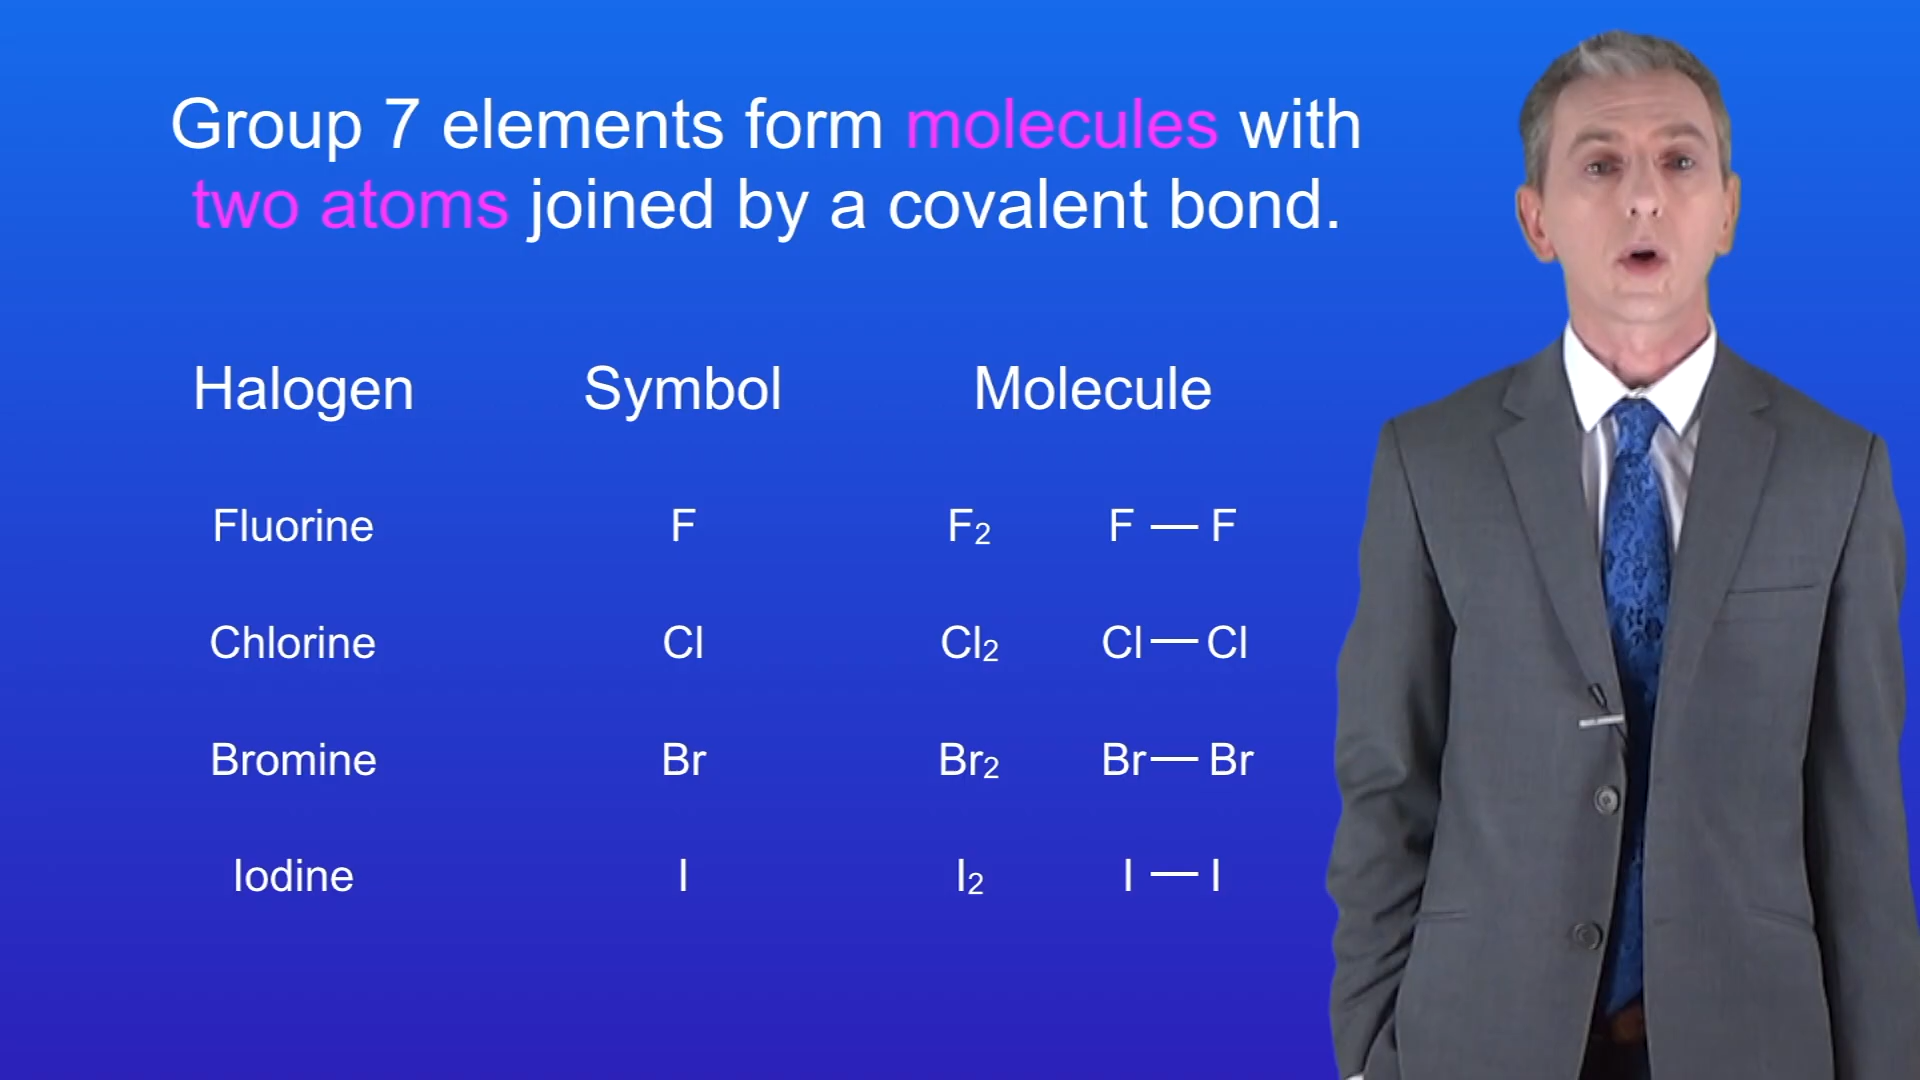 Group 7 elements form molecules with
two atoms joined by a covalent bond.
Halogen Symbol Molecule
Fluorine F F₂ F — F
Chlorine Cl Cl₂ Cl — Cl
Bromine Br Br₂ Br — Br
Iodine I I₂ I — I